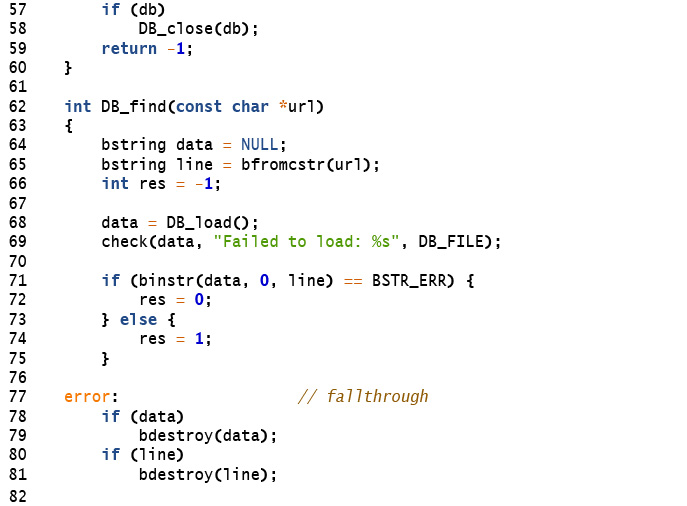 57         if (db)
58             DB_close(db);
59         return -1;
60     }
61
62     int DB_find(const char *url)
63     {
64         bstring data = NULL;
65         bstring line = bfromcstr(url);
66         int res = -1;
67
68         data = DB_load();
69         check(data, "Failed to load: %s", DB_FILE);
70
71         if (binstr(data, 0, line) == BSTR_ERR) {
72             res = 0;
73         } else {
74             res = 1;
75         }
76
77     error:                   // fallthrough
78         if (data)
79             bdestroy(data);
80         if (line)
81             bdestroy(line);
82